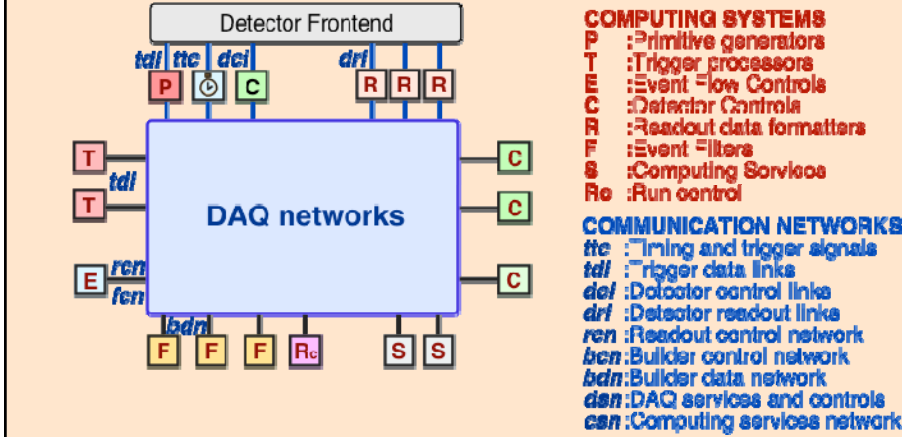 Detector Frontend
tdl ttc dcl drl
P C R R R
T C
tdl
T DAQ networks C
rcn
E C
fcn
bdn
F F F Rc S S
COMPUTING SYSTEMS
P :Primitive generators
T :Trigger processors
E :Event Flow Controls
C :Detector Controls
R :Readout data formatters
F :Event Filters
S :Computing Services
Rc :Run control
COMMUNICATION NETWORKS
ttc :Timing and trigger signals
tdl :Trigger data links
dcl :Detector control links
drl :Detector readout links
rcn :Readout control network
bcn :Builder control network
bdn :Builder data network
dsn :DAQ services and controls
csn :Computing services network